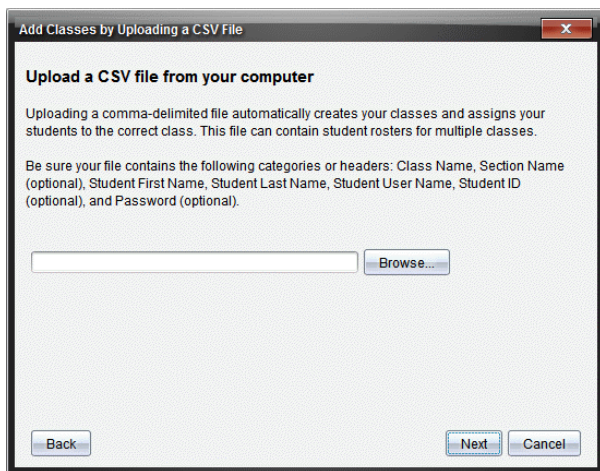 Add Classes by Uploading a CSV File
X
Upload a CSV file from your computer
Uploading a comma-delimited file automatically creates your classes and assigns your
students to the correct class. This file can contain student rosters for multiple classes.
Be sure your file contains the following categories or headers: Class Name, Section Name
(optional), Student First Name, Student Last Name, Student User Name, Student ID
(optional), and Password (optional).
Browse...
Back
Next
Cancel